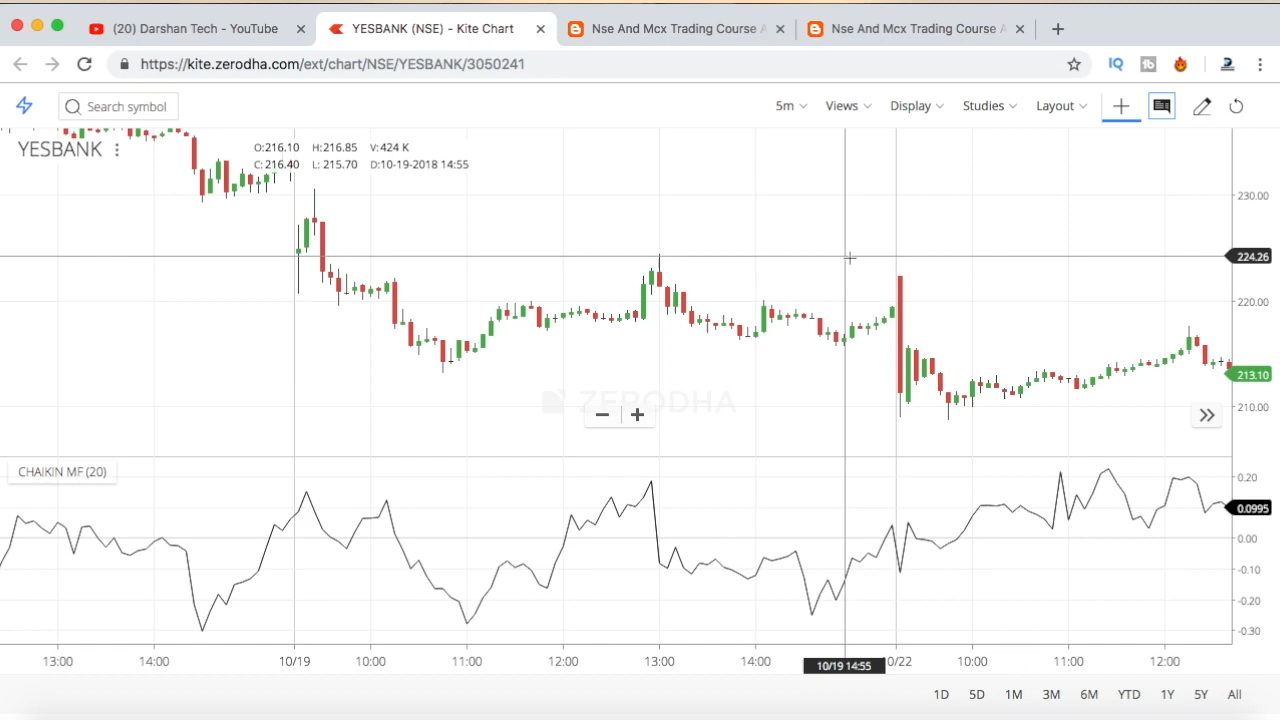 (20) Darshan Tech - YouTube
YESBANK (NSE) - Kite Chart
Nse And Mcx Trading Course
Nse And Mcx Trading Course
https://kite.zerodha.com/ext/chart/NSE/YESBANK/3050241
IQ
tb
Search symbol
5m
Views
Display
Studies
Layout
YESBANK
O:216.10 H:216.85 V:424 K
C:216.40 L: 215.70 D:10-19-2018 14:55
230.00
224.26
220.00
213.10
210.00
ZERODHA
CHAIKIN MF (20)
0.20
0.0995
0.00
-0.10
-0.20
-0.30
13:00 14:00 10/19 10:00 11:00 12:00 13:00 14:00 10/19 14:55 0/22 10:00 11:00 12:00
1D 5D 1M 3M 6M YTD 1Y 5Y All